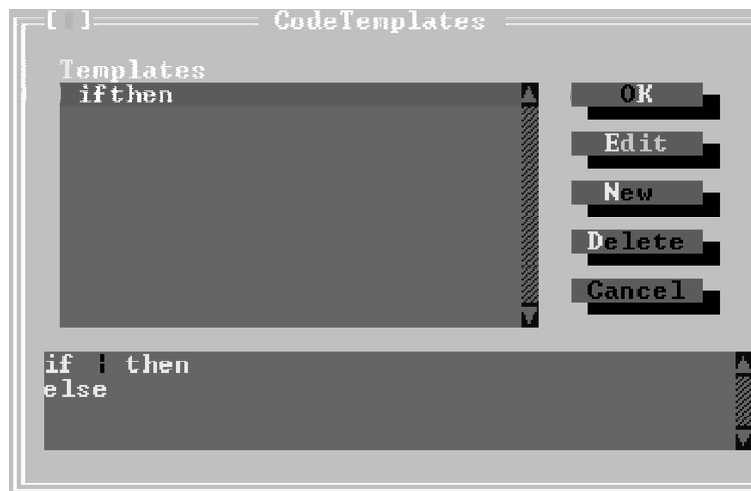 [ ] CodeTemplates
Templates
ifthen
OK
Edit
New
Delete
Cancel
if | then
else